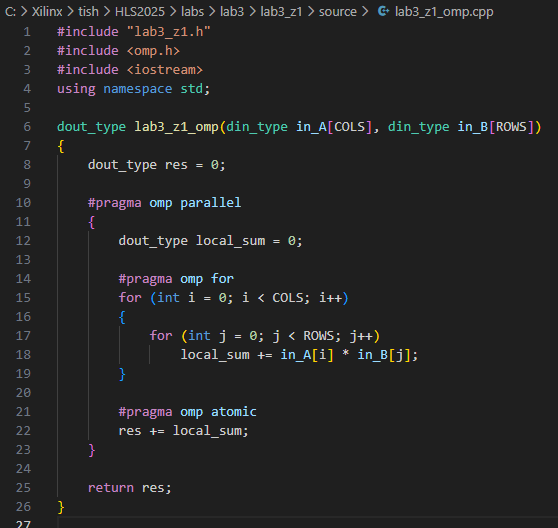 C: > Xilinx > tish > HLS2025 > labs > lab3 > lab3_z1 > source > lab3_z1_omp.cpp
1 #include "lab3_z1.h"
2 #include <omp.h>
3 #include <iostream>
4 using namespace std;
5
6 dout_type lab3_z1_omp(din_type in_A[COLS], din_type in_B[ROWS])
7 {
8     dout_type res = 0;
9
10     #pragma omp parallel
11     {
12         dout_type local_sum = 0;
13
14         #pragma omp for
15         for (int i = 0; i < COLS; i++)
16         {
17             for (int j = 0; j < ROWS; j++)
18                 local_sum += in_A[i] * in_B[j];
19         }
20
21         #pragma omp atomic
22         res += local_sum;
23     }
24
25     return res;
26 }
27